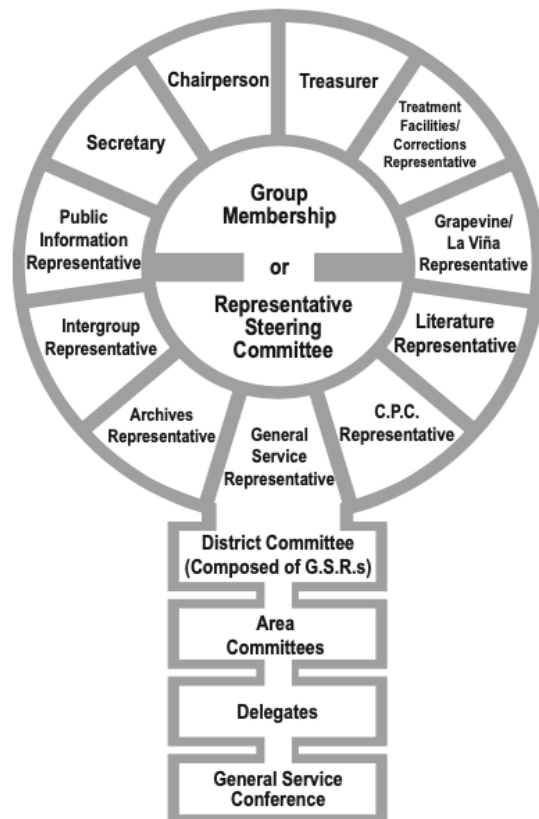 Chairperson
Treasurer
Treatment
Facilities/
Corrections
Representative
Secretary
Group
Membership
Public
Information
Representative
Grapevine/
La Viña
Representative
or
Representative
Steering
Committee
Intergroup
Representative
Literature
Representative
Archives
Representative
General
Service
Representative
C.P.C.
Representative
District Committee
(Composed of G.S.R.s)
Area
Committees
Delegates
General Service
Conference